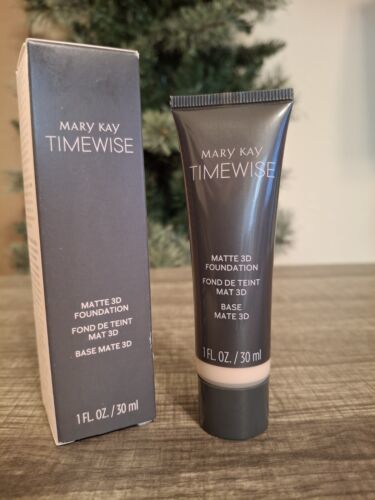 MARY KAY
TIMEWISE
MATTE 3D
FOUNDATION
FOND DE TEINT
MAT 3D
BASE MATE 3D
1 FL. OZ. / 30 ml
MARY KAY
TIMEWISE
MATTE 3D
FOUNDATION
FOND DE TEINT
MAT 3D
BASE
MATE 3D
1 FL. OZ. / 30 ml